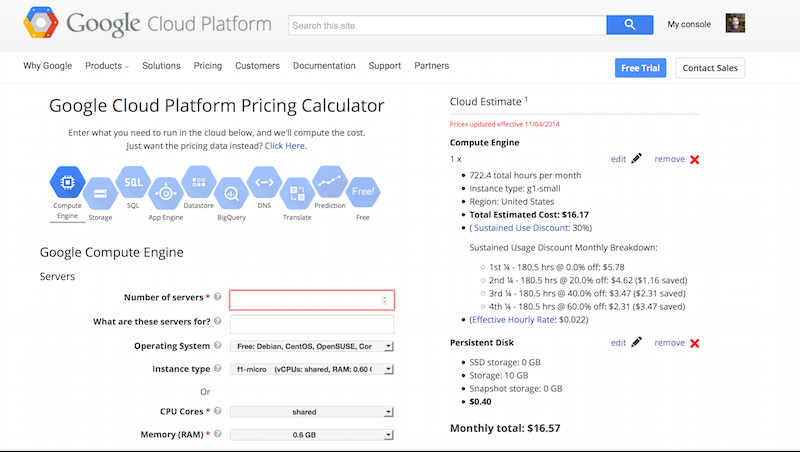 Google Cloud Platform
Search this site
My console
Why Google Products Solutions Pricing Customers Documentation Support Partners
Free Trial Contact Sales
Google Cloud Platform Pricing Calculator
Enter what you need to run in the cloud below, and we'll compute the cost.
Just want the pricing data instead? Click Here.
SQL
Free!
Compute Engine
Storage
SQL
App Engine
Datastore
BigQuery
DNS
Translate
Prediction
Free
Google Compute Engine
Servers
Number of servers * ?
What are these servers for? ?
Operating System ? Free: Debian, CentOS, OpenSUSE, Cor
Instance type ? f1-micro (vCPUs: shared, RAM: 0.60 G
Or
CPU Cores * ? shared
Memory (RAM) * ? 0.6 GB
Cloud Estimate 1
Prices updated effective 11/04/2014
Compute Engine
1 x edit remove
722.4 total hours per month
Instance type: g1-small
Region: United States
Total Estimated Cost: $16.17
( Sustained Use Discount: 30%)
Sustained Usage Discount Monthly Breakdown:
1st ¼ - 180.5 hrs @ 0.0% off: $5.78
2nd ¼ - 180.5 hrs @ 20.0% off: $4.62 ($1.16 saved)
3rd ¼ - 180.5 hrs @ 40.0% off: $3.47 ($2.31 saved)
4th ¼ - 180.5 hrs @ 60.0% off: $2.31 ($3.47 saved)
(Effective Hourly Rate: $0.022)
Persistent Disk edit remove
SSD storage: 0 GB
Storage: 10 GB
Snapshot storage: 0 GB
$0.40
Monthly total: $16.57